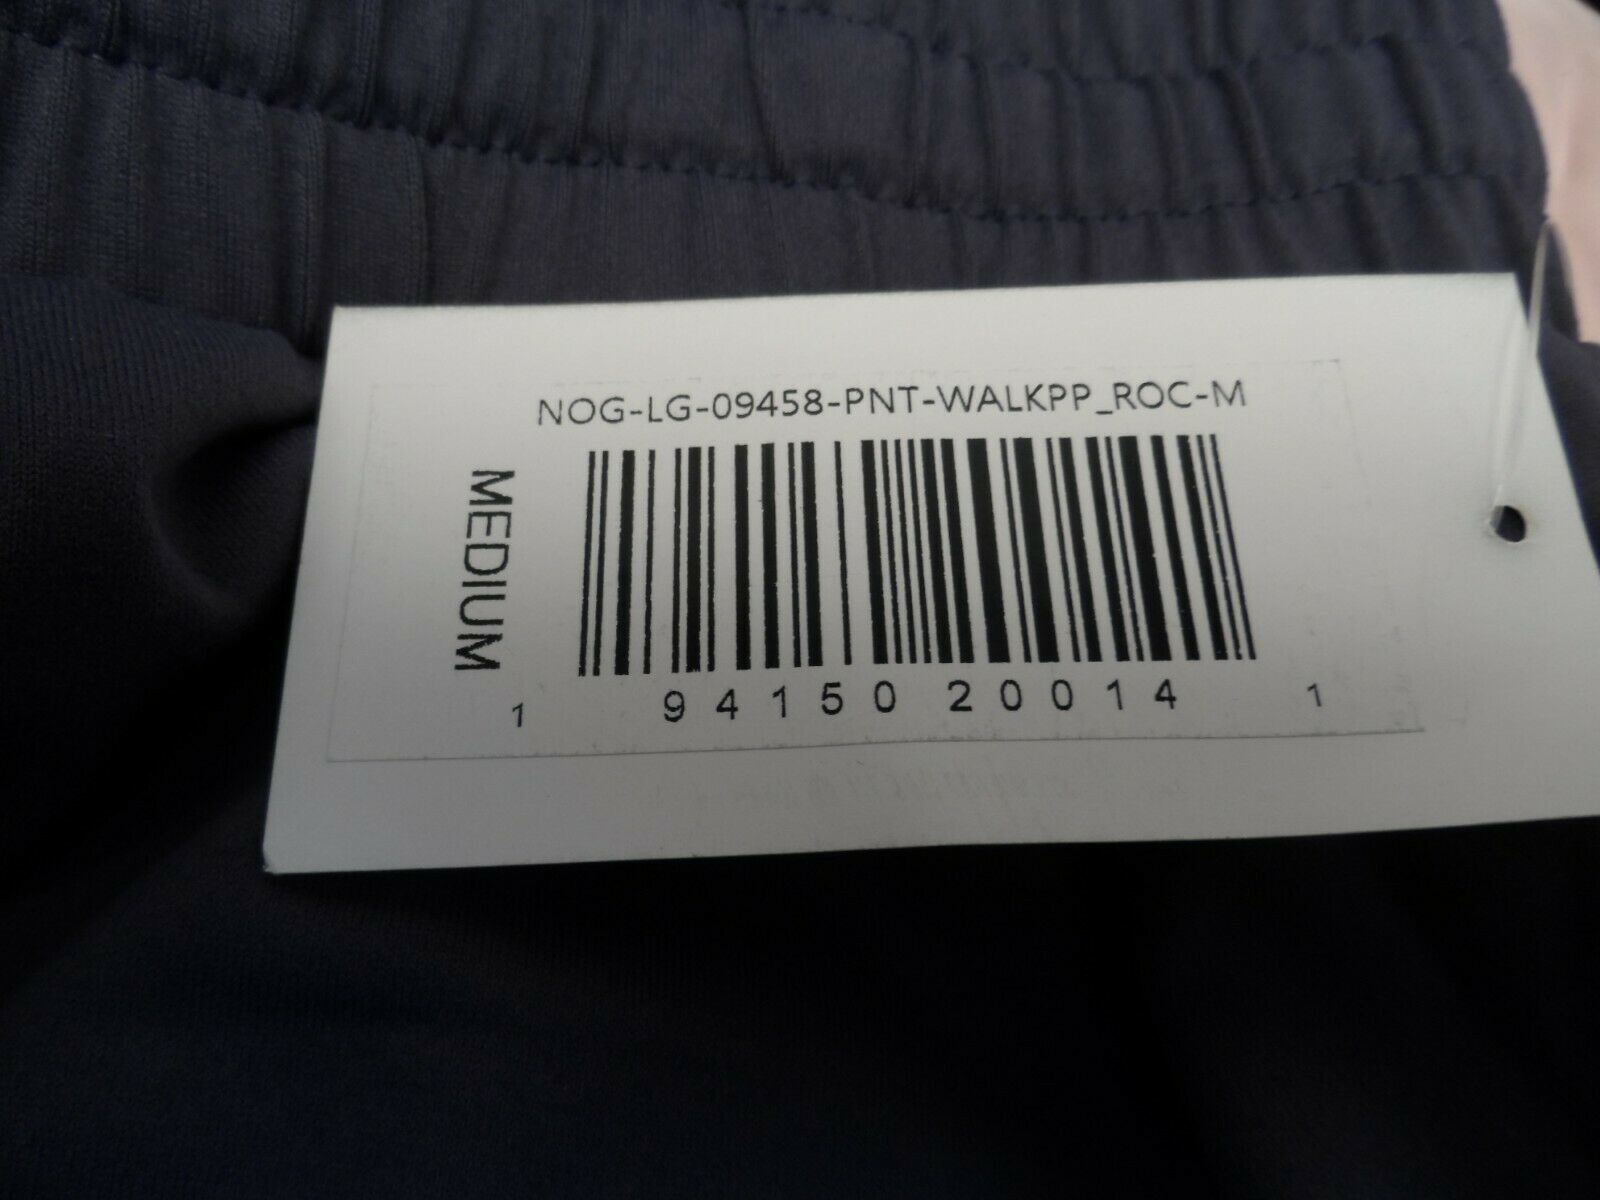 NOG-LG-09458-PNT-WALKPP_ROC-M
MEDIUM
1 94150 20014 1